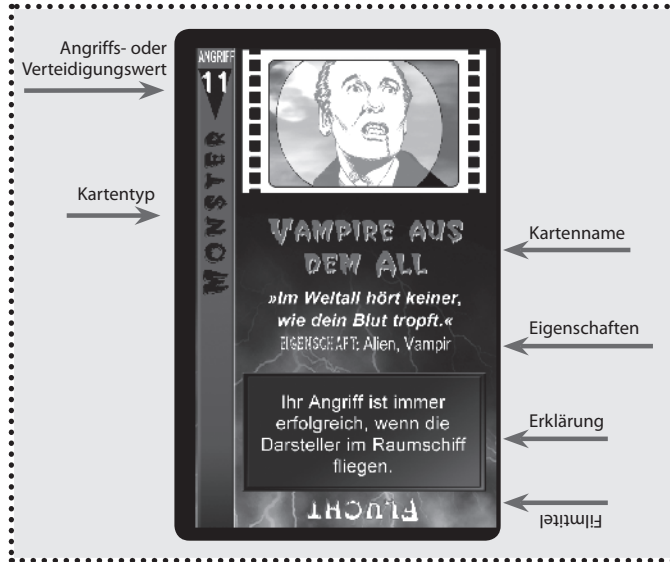 Angriffs- oder
Verteidigungswert
ANGRIFF
11
MONSTER
Kartentyp
VAMPIRE AUS
DEM ALL
Kartenname
»Im Weltall hört keiner,
wie dein Blut tropft.«
EIGENSCHAFT: Alien, Vampir
Eigenschaften
Ihr Angriff ist immer
erfolgreich, wenn die
Darsteller im Raumschiff
fliegen.
Erklärung
FLUCHT
Filmtitel